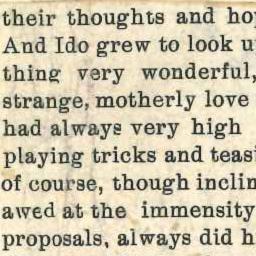 their thoughts and hop
And Ido grew to look u
thing very wonderful,
strange, motherly love
had always very high
playing tricks and teasi
of course, though inclin
awed at the immensity
proposals, always did h